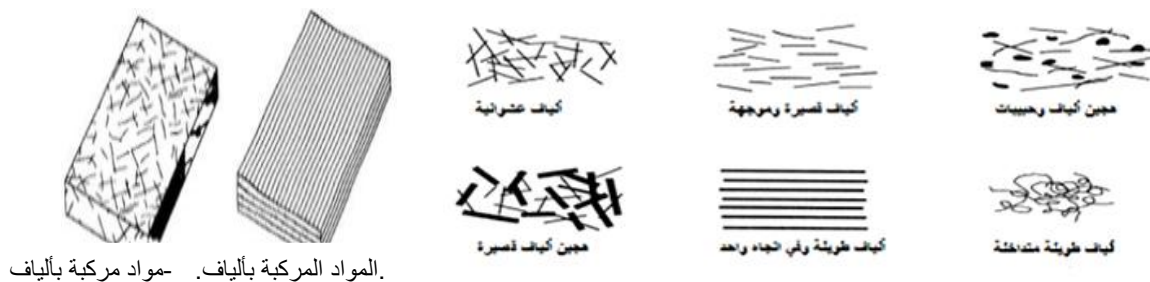 ألياف عشوائية
ألياف قصيرة وموجهة
هجين ألياف وحبيبات
هجين ألياف قصيرة
ألياف طويلة وفي اتجاه واحد
ألياف طويلة متداخلة
.المواد المركبة بألياف. -مواد مركبة بألياف